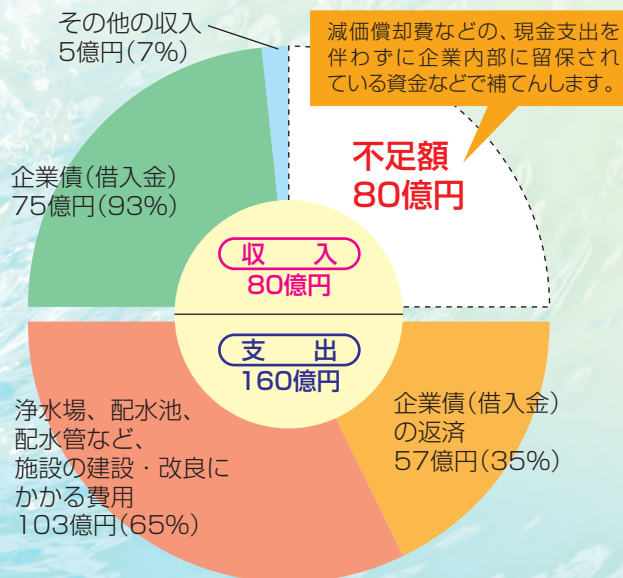 その他の収入
5億円(7%)
減価償却費などの、現金支出を
伴わずに企業内部に留保され
ている資金などで補てんします。
不足額
80億円
企業債(借入金)
75億円(93%)
収　入
80億円
支　出
160億円
浄水場、配水池、
配水管など、
施設の建設・改良に
かかる費用
103億円(65%)
企業債(借入金)
の返済
57億円(35%)